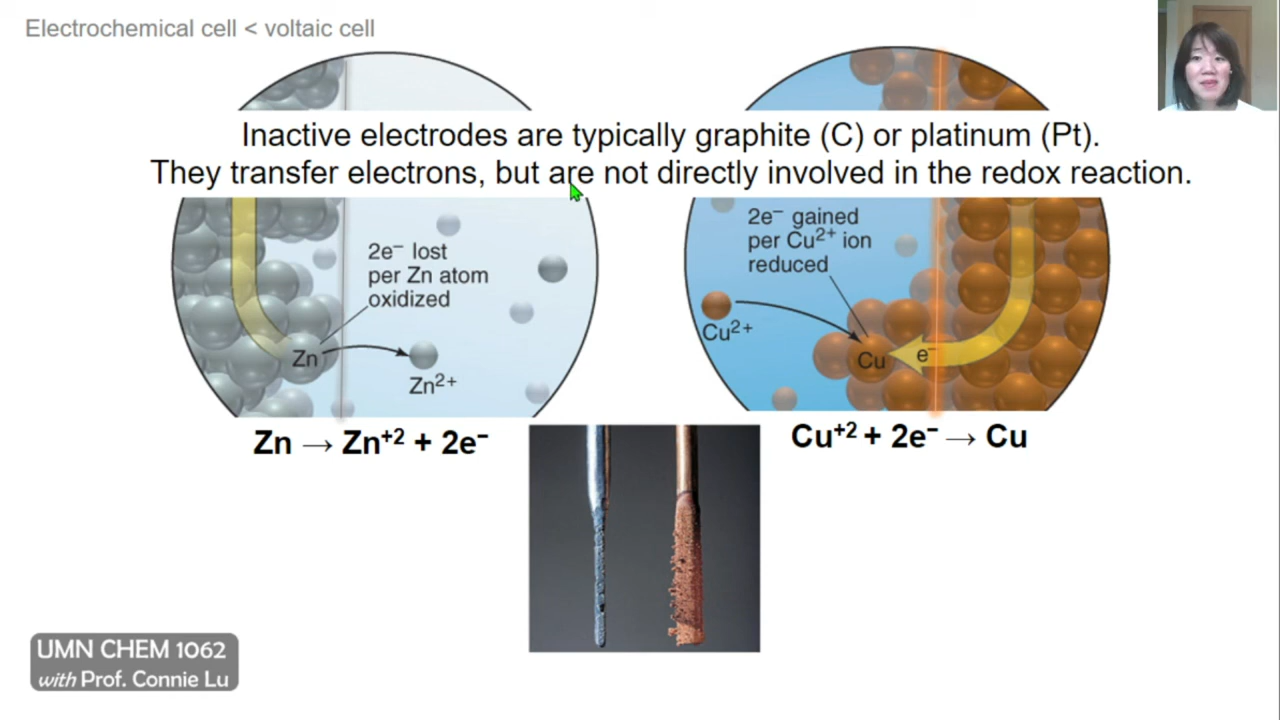 Electrochemical cell < voltaic cell
Inactive electrodes are typically graphite (C) or platinum (Pt).
They transfer electrons, but are not directly involved in the redox reaction.
2e⁻ lost
per Zn atom
oxidized
Zn
Zn²⁺
2e⁻ gained
per Cu²⁺ ion
reduced
Cu²⁺
Cu
e⁻
Zn → Zn⁺² + 2e⁻
Cu⁺² + 2e⁻ → Cu
UMN CHEM 1062
with Prof. Connie Lu